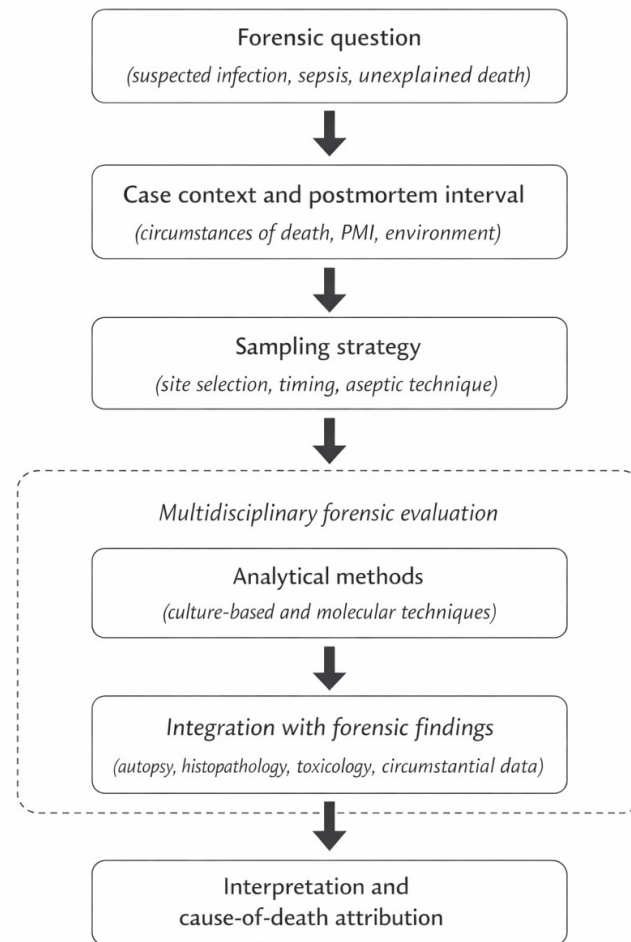 Forensic question
(suspected infection, sepsis, unexplained death)
Case context and postmortem interval
(circumstances of death, PMI, environment)
Sampling strategy
(site selection, timing, aseptic technique)
Multidisciplinary forensic evaluation
Analytical methods
(culture-based and molecular techniques)
Integration with forensic findings
(autopsy, histopathology, toxicology, circumstantial data)
Interpretation and
cause-of-death attribution